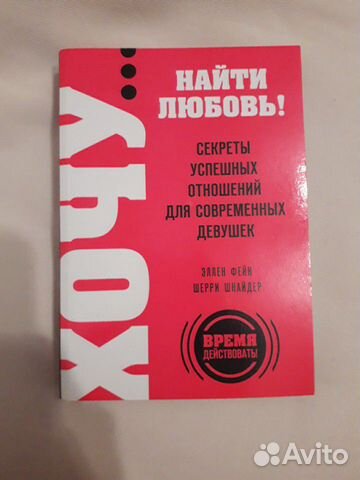 ХОЧУ...
НАЙТИ
ЛЮБОВЬ!
СЕКРЕТЫ
УСПЕШНЫХ
ОТНОШЕНИЙ
ДЛЯ СОВРЕМЕННЫХ
ДЕВУШЕК
ЭЛЛЕН ФЕЙН
ШЕРРИ ШНАЙДЕР
ВРЕМЯ
ДЕЙСТВОВАТЬ!
Avito